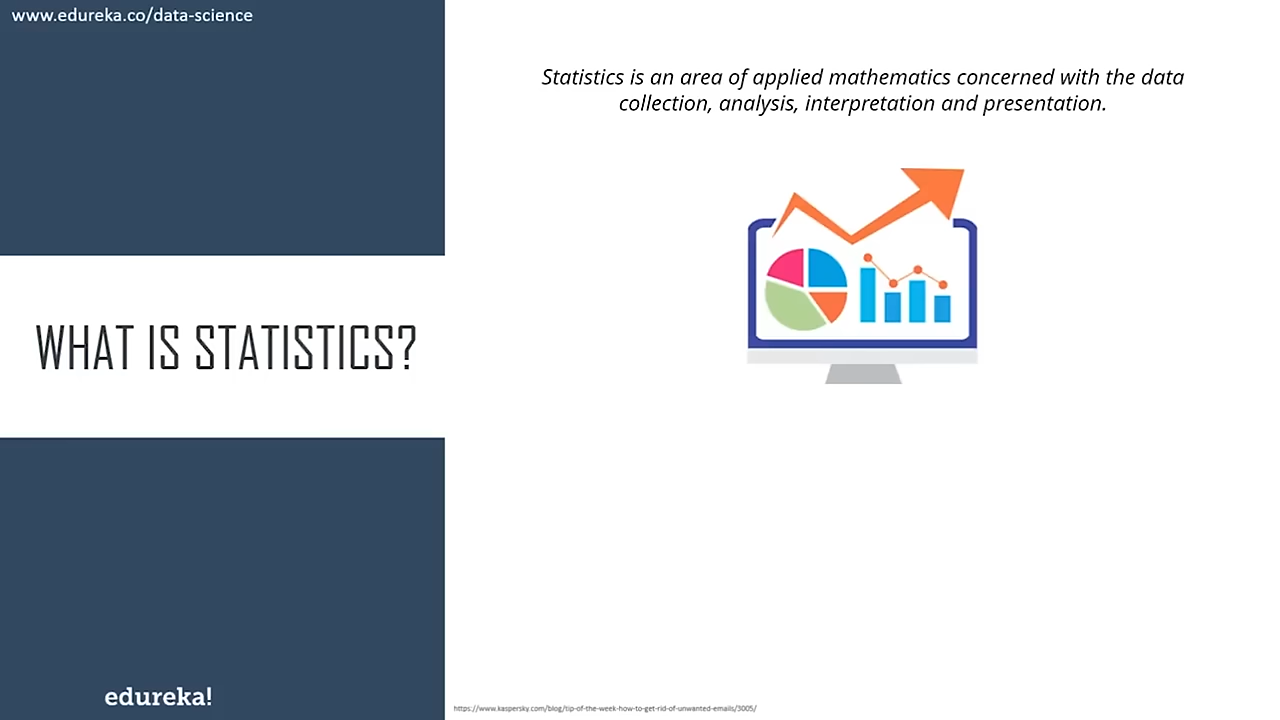 www.edureka.co/data-science
WHAT IS STATISTICS?
edureka!
Statistics is an area of applied mathematics concerned with the data
collection, analysis, interpretation and presentation.
https://www.kaspersky.com/blog/tip-of-the-week-how-to-get-rid-of-unwanted-emails/3005/